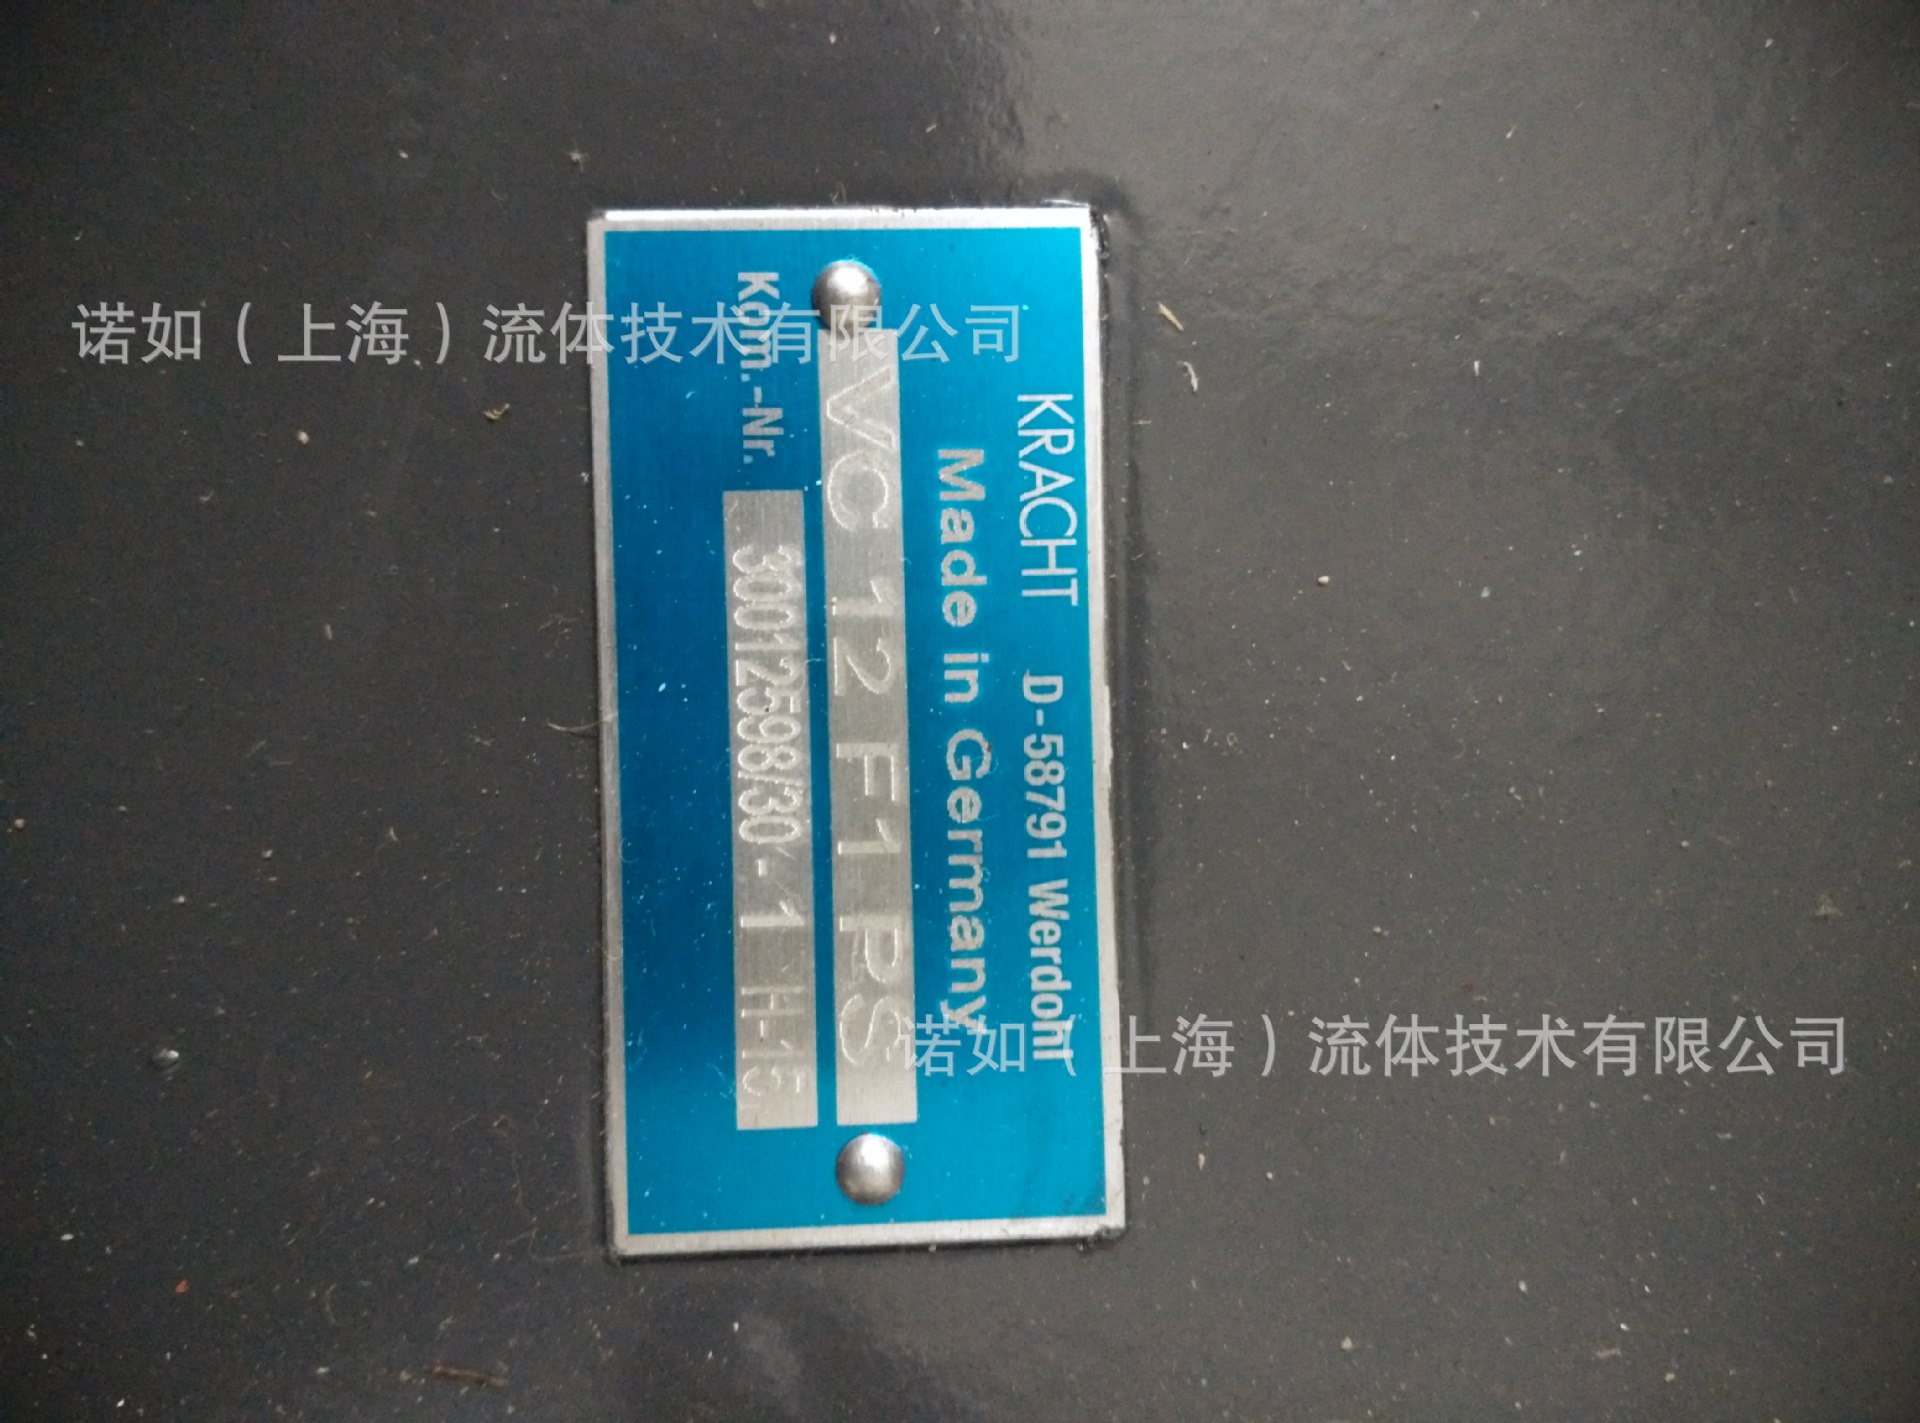 KRACHT D-58791 Werdohl
Made in Germany
VC 12 F1 PS
Kom.-Nr. 30012598/30 - 1 H-15
诺如（上海）流体技术有限公司
诺如（上海）流体技术有限公司